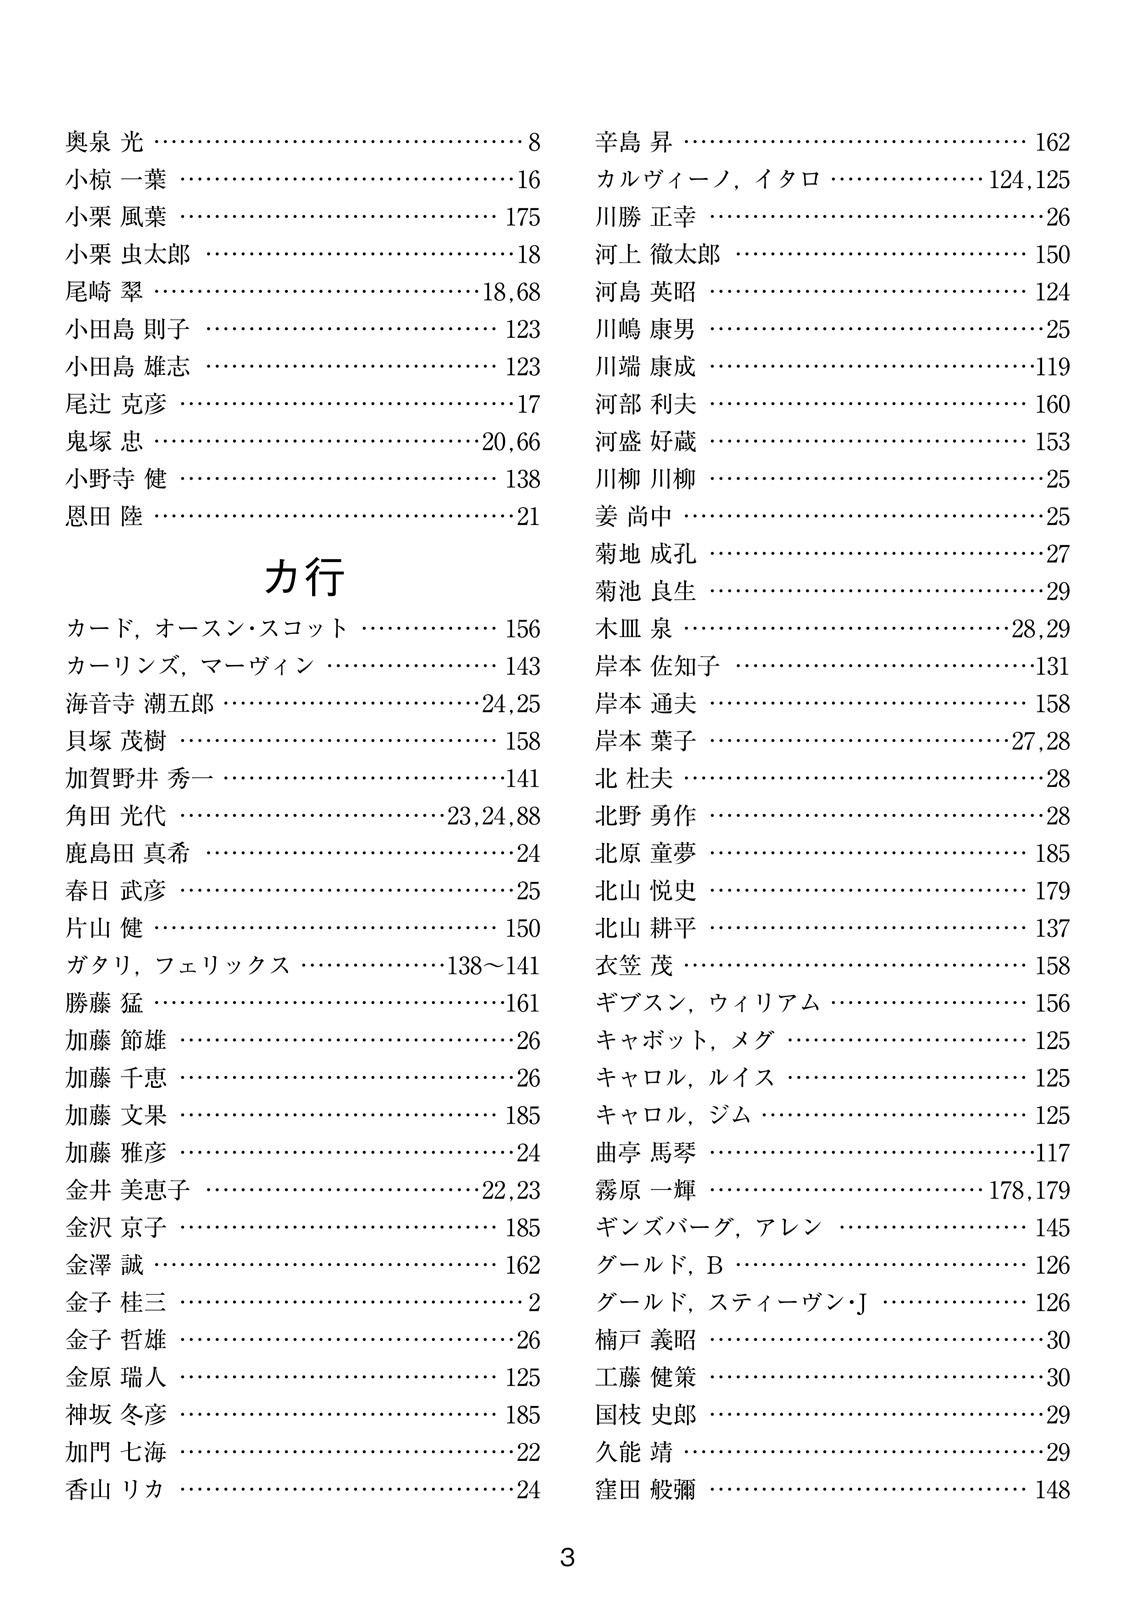 奥泉 光 …………………………………… 8
小椋 一葉 …………………………………16
小栗 風葉 ……………………………… 175
小栗 虫太郎 ………………………………18
尾崎 翠 ………………………………18,68
小田島 則子 …………………………… 123
小田島 雄志 …………………………… 123
尾辻 克彦 …………………………………17
鬼塚 忠 ………………………………20,66
小野寺 健 ……………………………… 138
恩田 陸 ……………………………………21
カ行
カード, オースン・スコット ……………… 156
カーリンズ, マーヴィン ………………… 143
海音寺 潮五郎 …………………………24,25
貝塚 茂樹 ……………………………… 158
加賀野井 秀一 ……………………………141
角田 光代 …………………………23,24,88
鹿島田 真希 ………………………………24
春日 武彦 …………………………………25
片山 健 ………………………………… 150
ガタリ, フェリックス ………………138〜141
勝藤 猛 ……………………………………161
加藤 節雄 …………………………………26
加藤 千恵 …………………………………26
加藤 文果 ……………………………… 185
加藤 雅彦 …………………………………24
金井 美恵子 …………………………22,23
金沢 京子 ……………………………… 185
金澤 誠 ………………………………… 162
金子 桂三 ………………………………… 2
金子 哲雄 …………………………………26
金原 瑞人 ……………………………… 125
神坂 冬彦 ……………………………… 185
加門 七海 …………………………………22
香山 リカ …………………………………24
辛島 昇 ………………………………… 162
カルヴィーノ, イタロ ……………… 124,125
川勝 正幸 …………………………………26
河上 徹太郎 …………………………… 150
河島 英昭 ……………………………… 124
川嶋 康男 …………………………………25
川端 康成 …………………………………119
河部 利夫 ……………………………… 160
河盛 好蔵 ……………………………… 153
川柳 川柳 …………………………………25
姜 尚中 ……………………………………25
菊地 成孔 …………………………………27
菊池 良生 …………………………………29
木皿 泉 ………………………………28,29
岸本 佐知子 ………………………………131
岸本 通夫 ……………………………… 158
岸本 葉子 ……………………………27,28
北 杜夫 ……………………………………28
北野 勇作 …………………………………28
北原 童夢 ……………………………… 185
北山 悦史 ……………………………… 179
北山 耕平 ……………………………… 137
衣笠 茂 ………………………………… 158
ギブスン, ウィリアム …………………… 156
キャボット, メグ ………………………… 125
キャロル, ルイス ………………………… 125
キャロル, ジム …………………………… 125
曲亭 馬琴 …………………………………117
霧原 一輝 ………………………… 178,179
ギンズバーグ, アレン ………………… 145
グールド, B ……………………………… 126
グールド, スティーヴン・J ……………… 126
楠戸 義昭 …………………………………30
工藤 健策 …………………………………30
国枝 史郎 …………………………………29
久能 靖 ……………………………………29
窪田 般彌 ……………………………… 148
3